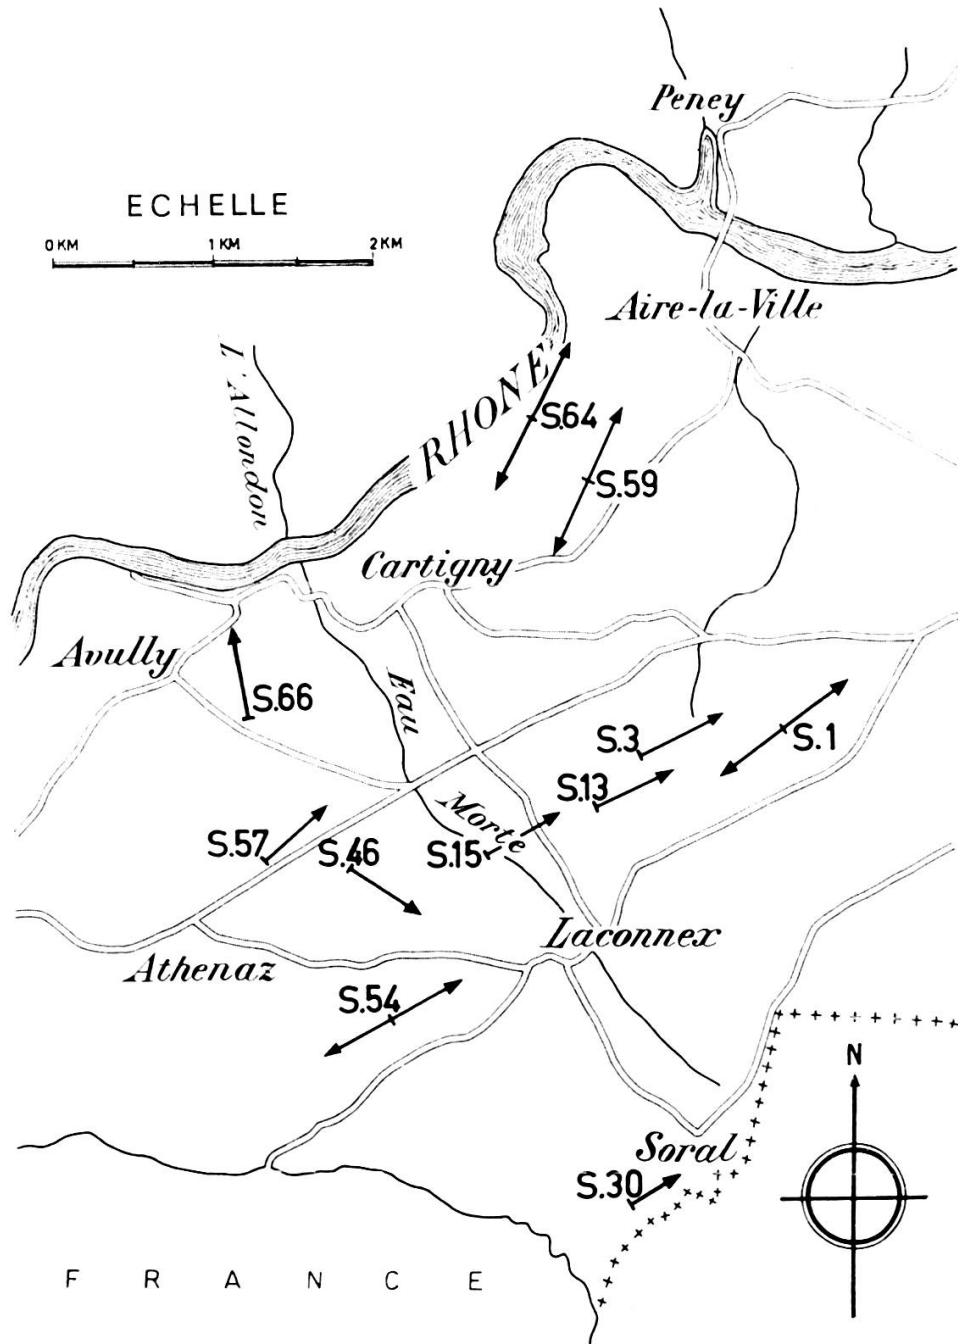 Peney
ECHELLE
0 KM 1 KM 2 KM
Aire-la-Ville
L'Allondon
RHONE
S.64
S.59
Cartigny
Avully
S.66
Eau
S.3
S.1
S.13
Morte
S.57
S.46
S.15
Laconnex
Athenaz
S.54
N
Soral
S.30
FRANCE